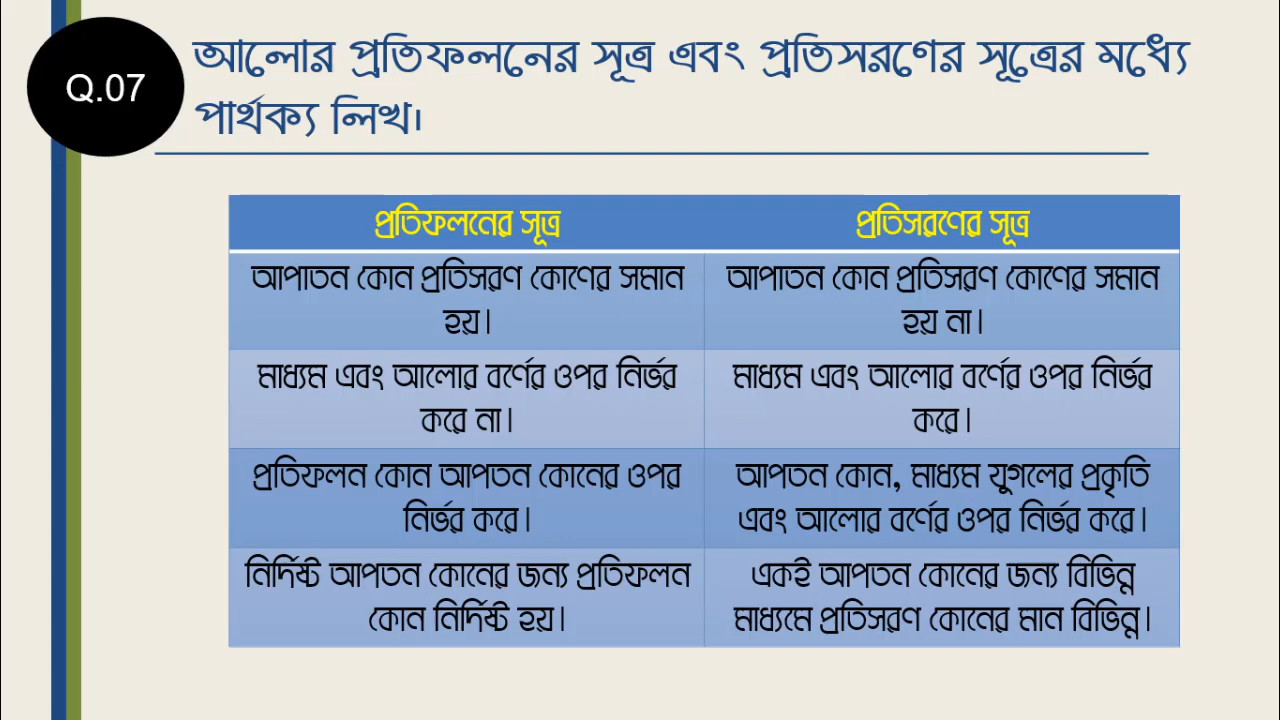 Q.07
আলোর প্রতিফলনের সূত্র এবং প্রতিসরণের সূত্রের মধ্যে
পার্থক্য লিখ।
প্রতিফলনের সূত্র
প্রতিসরণের সূত্র
আপাতন কোন প্রতিসরণ কোণের সমান
হয়।
আপাতন কোন প্রতিসরণ কোণের সমান
হয় না।
মাধ্যম এবং আলোর বর্ণের ওপর নির্ভর
করে না।
মাধ্যম এবং আলোর বর্ণের ওপর নির্ভর
করে।
প্রতিফলন কোন আপতন কোনের ওপর
নির্ভর করে।
আপতন কোন, মাধ্যম যুগলের প্রকৃতি
এবং আলোর বর্ণের ওপর নির্ভর করে।
নির্দিষ্ট আপতন কোনের জন্য প্রতিফলন
কোন নির্দিষ্ট হয়।
একই আপতন কোনের জন্য বিভিন্ন
মাধ্যমে প্রতিসরণ কোনের মান বিভিন্ন।